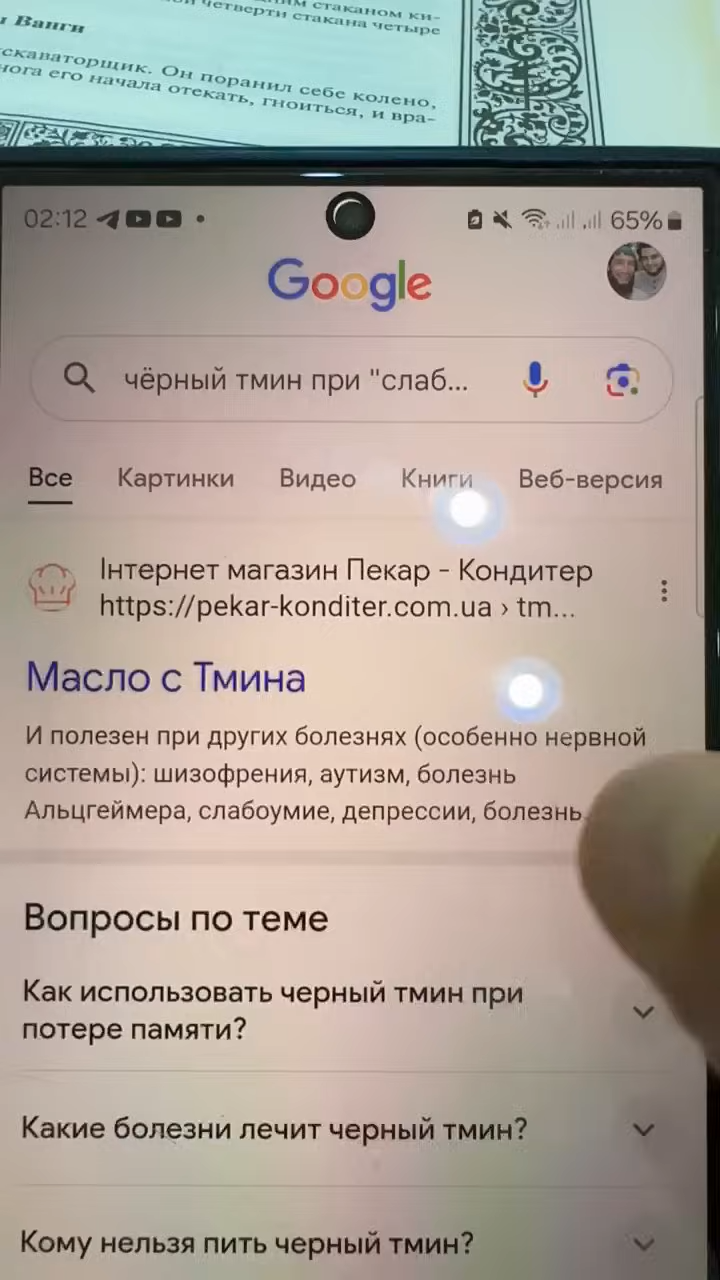 стаканом ки-
четверти стакана четыре
Ванги
скаваторщик. Он поранил себе колено,
нога его начала отекать, гноиться, и вра-
02:12
65%
Google
чёрный тмин при "слаб...
Все Картинки Видео Книги Веб-версия
Інтернет магазин Пекар - Кондитер
https://pekar-konditer.com.ua › tm...
Масло с Тмина
И полезен при других болезнях (особенно нервной
системы): шизофрения, аутизм, болезнь
Альцгеймера, слабоумие, депрессии, болезнь
Вопросы по теме
Как использовать черный тмин при
потере памяти?
Какие болезни лечит черный тмин?
Кому нельзя пить черный тмин?